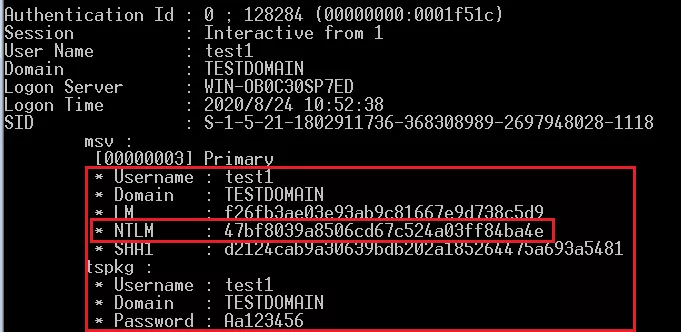 Authentication Id : 0 ; 128284 (00000000:0001f51c)
Session : Interactive from 1
User Name : test1
Domain : TESTDOMAIN
Logon Server : WIN-OB0C30SP7ED
Logon Time : 2020/8/24 10:52:38
SID : S-1-5-21-1802911736-368308989-2697948028-1118
msv :
[00000003] Primary
* Username : test1
* Domain : TESTDOMAIN
* LM : f26fb3ae03e93ab9c81667e9d738c5d9
* NTLM : 47bf8039a8506cd67c524a03ff84ba4e
* SHA1 : d2124cab9a30639bdb202a185264475a693a5481
tspkg :
* Username : test1
* Domain : TESTDOMAIN
* Password : Aa123456